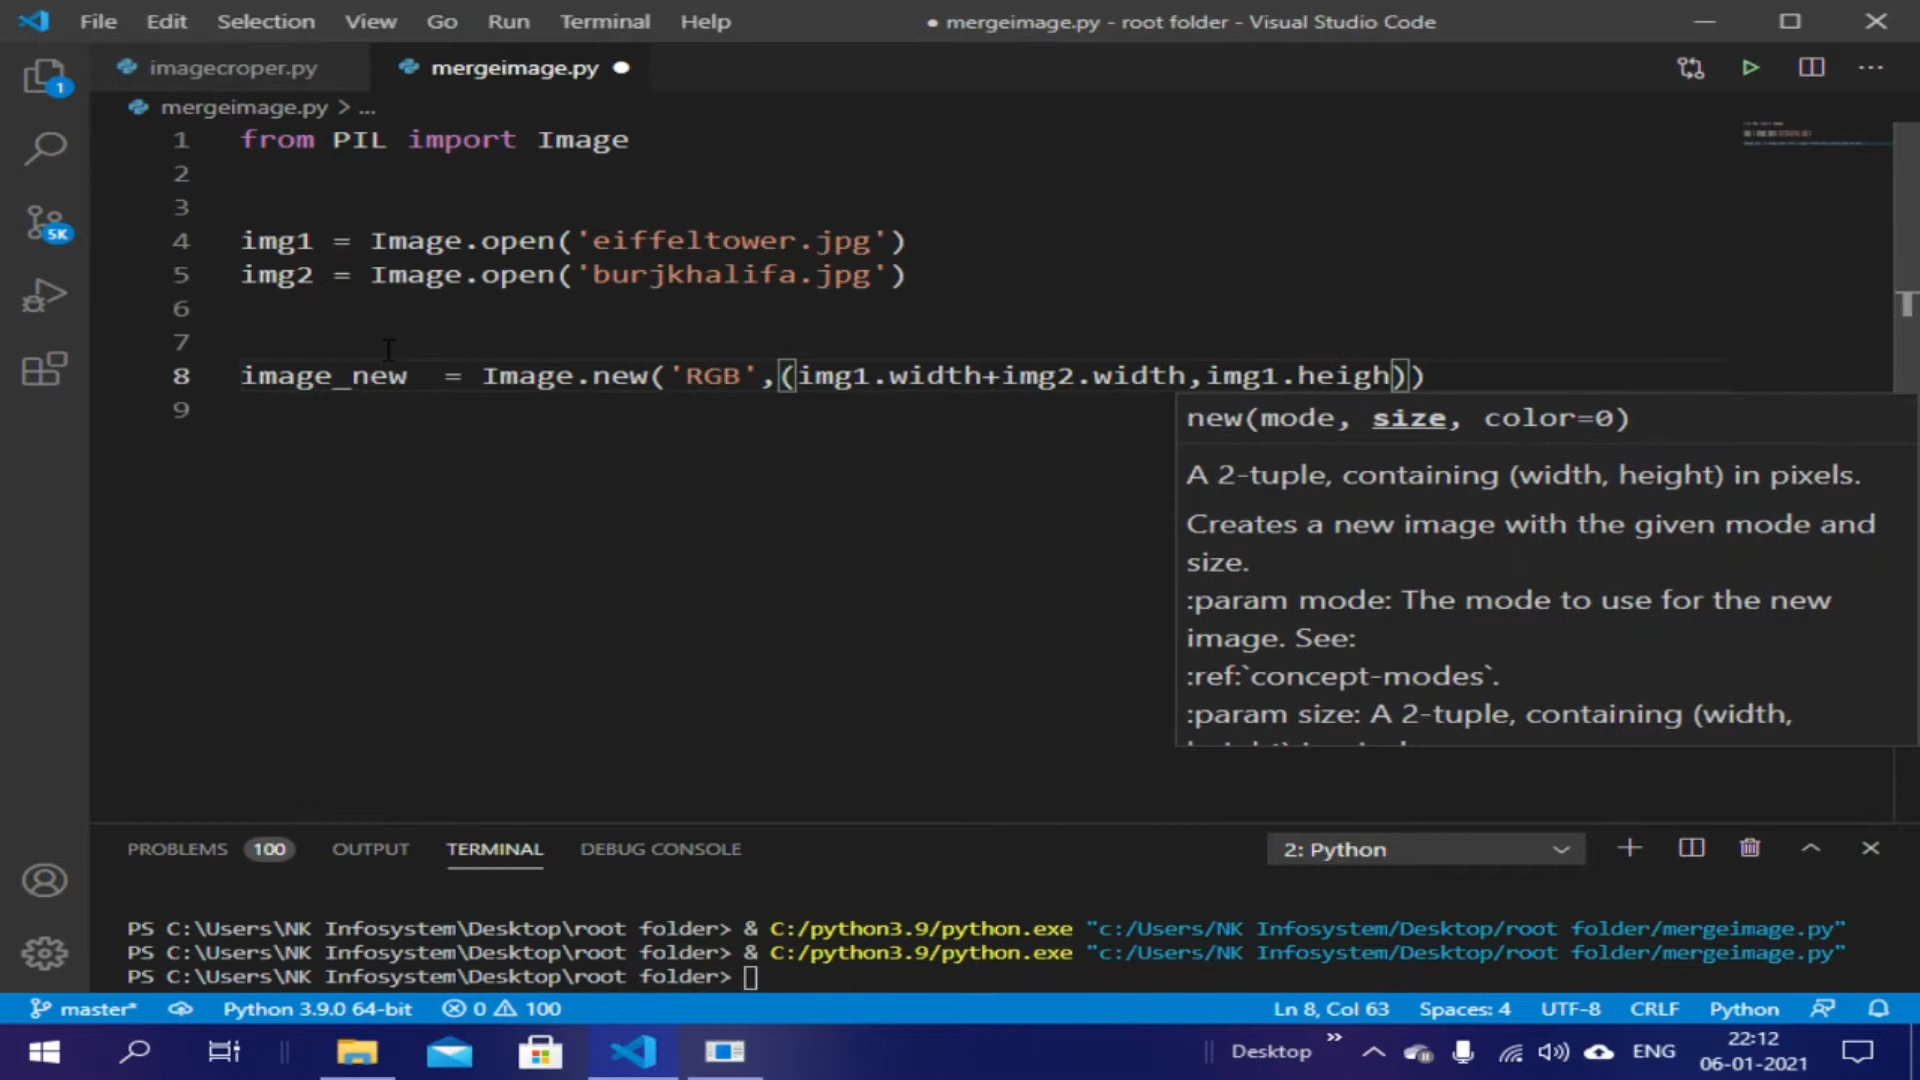 File Edit Selection View Go Run Terminal Help ● mergeimage.py - root folder - Visual Studio Code
imagecroper.py mergeimage.py ●
mergeimage.py > ...
1 from PIL import Image
2
3
4 img1 = Image.open('eiffeltower.jpg')
5 img2 = Image.open('burjkhalifa.jpg')
6
7
8 image_new  = Image.new('RGB',(img1.width+img2.width,img1.heigh))
9
new(mode, size, color=0)
A 2-tuple, containing (width, height) in pixels.
Creates a new image with the given mode and
size.
:param mode: The mode to use for the new
image. See:
:ref:`concept-modes`.
:param size: A 2-tuple, containing (width,
1
5K
PROBLEMS 100 OUTPUT TERMINAL DEBUG CONSOLE 2: Python
PS C:\Users\NK Infosystem\Desktop\root folder> & C:/python3.9/python.exe "c:/Users/NK Infosystem/Desktop/root folder/mergeimage.py"
PS C:\Users\NK Infosystem\Desktop\root folder> & C:/python3.9/python.exe "c:/Users/NK Infosystem/Desktop/root folder/mergeimage.py"
PS C:\Users\NK Infosystem\Desktop\root folder>
master* Python 3.9.0 64-bit 0 100 Ln 8, Col 63 Spaces: 4 UTF-8 CRLF Python
Desktop » ENG 22:12
06-01-2021